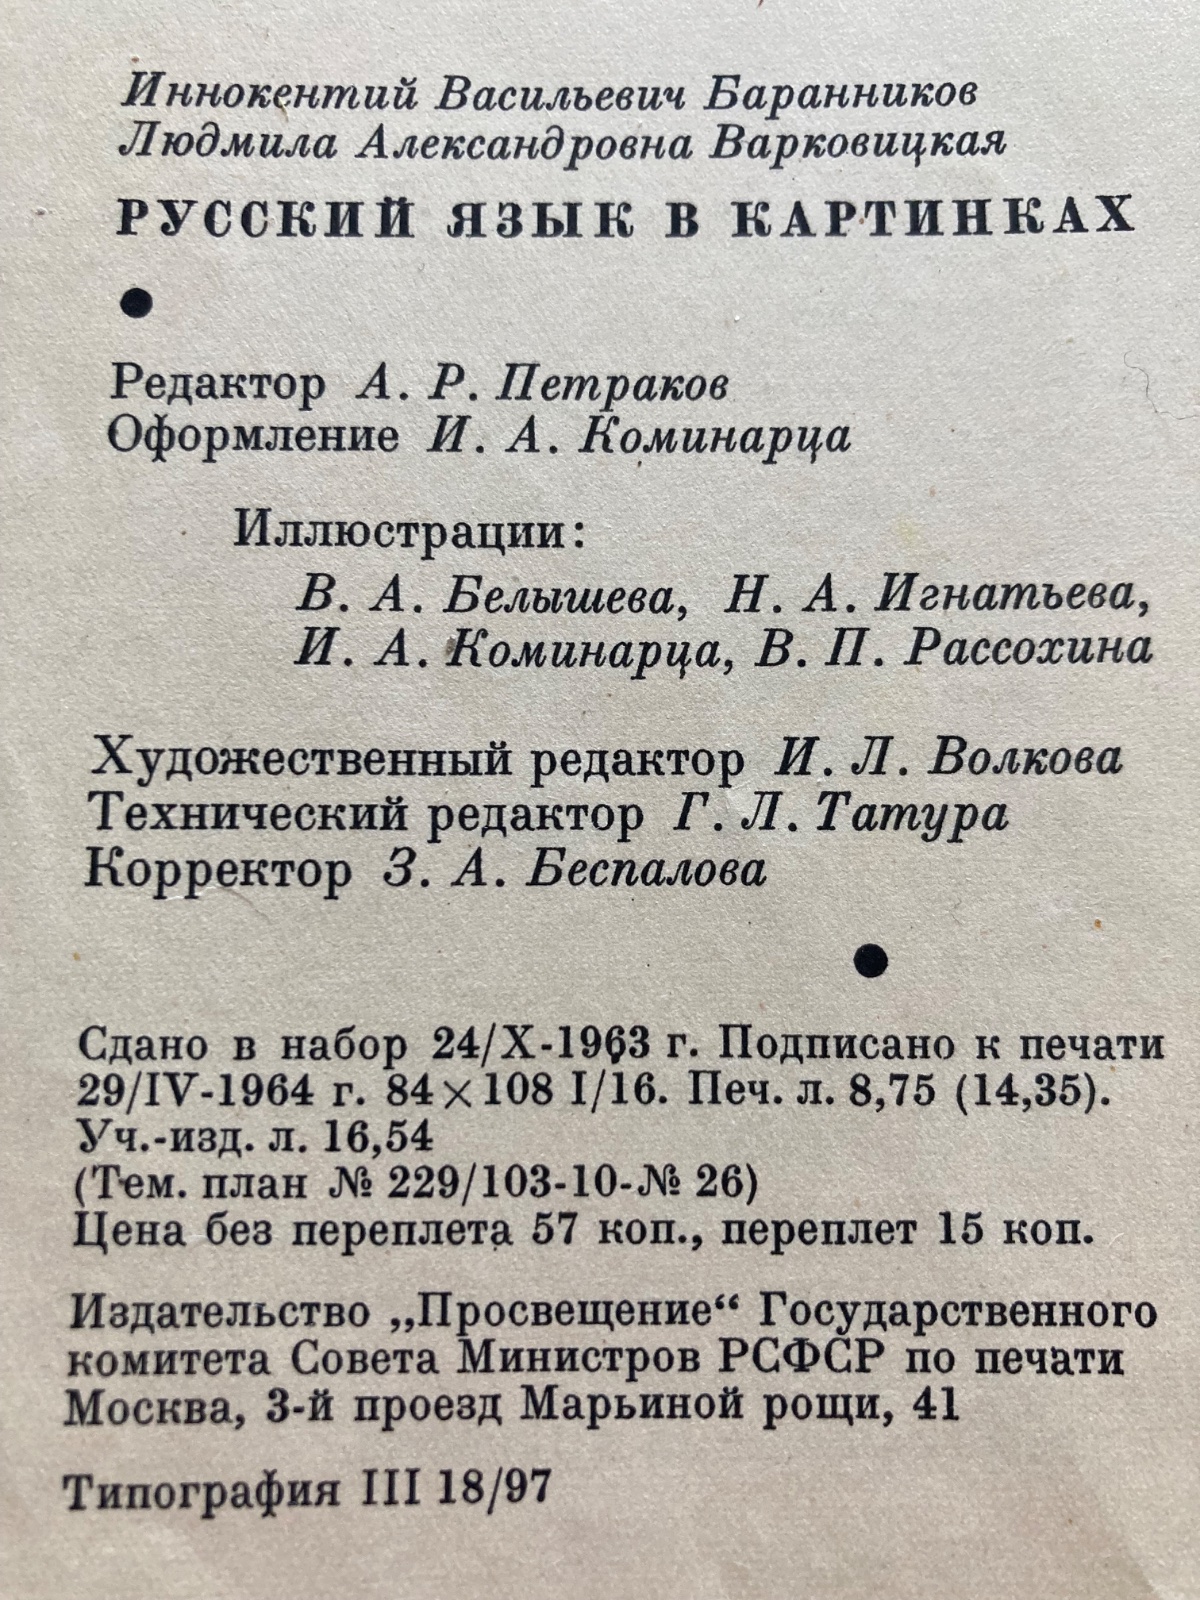 Иннокентий Васильевич Баранников
Людмила Александровна Варковицкая
РУССКИЙ ЯЗЫК В КАРТИНКАХ
Редактор А. Р. Петраков
Оформление И. А. Коминарца
Иллюстрации:
В. А. Белышева, Н. А. Игнатьева,
И. А. Коминарца, В. П. Рассохина
Художественный редактор И. Л. Волкова
Технический редактор Г. Л. Татура
Корректор З. А. Беспалова
Сдано в набор 24/X-1963 г. Подписано к печати
29/IV-1964 г. 84×108 I/16. Печ. л. 8,75 (14,35).
Уч.-изд. л. 16,54
(Тем. план № 229/103-10-№ 26)
Цена без переплета 57 коп., переплет 15 коп.
Издательство „Просвещение“ Государственного
комитета Совета Министров РСФСР по печати
Москва, 3-й проезд Марьиной рощи, 41
Типография III 18/97